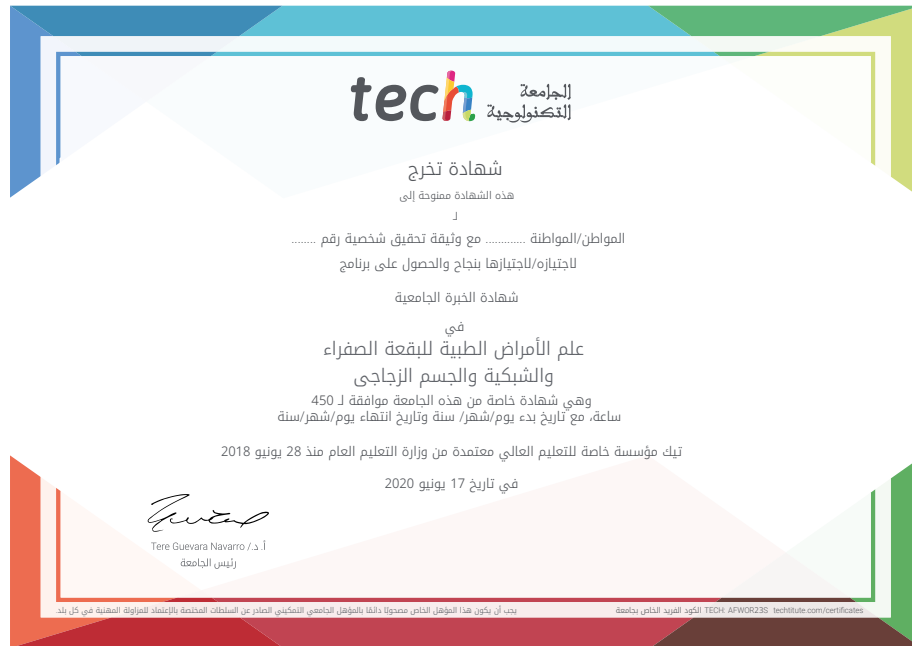 tech الجامعة
التكنولوجية
شهادة تخرج
هذه الشهادة ممنوحة إلى
لـ
المواطن/المواطنة ............ مع وثيقة تحقيق شخصية رقم ........
لاجتيازه/لاجتيازها بنجاح والحصول على برنامج
شهادة الخبرة الجامعية
في
علم الأمراض الطبية للبقعة الصفراء
والشبكية والجسم الزجاجى
وهي شهادة خاصة من هذه الجامعة موافقة لـ 450
ساعة، مع تاريخ بدء يوم/شهر/ سنة وتاريخ انتهاء يوم/شهر/سنة
تيك مؤسسة خاصة للتعليم العالي معتمدة من وزارة التعليم العام منذ 28 يونيو 2018
في تاريخ 17 يونيو 2020
أ. د./ Tere Guevara Navarro
رئيس الجامعة
يجب أن يكون هذا المؤهل الخاص مصحوبًا دائمًا بالمؤهل الجامعي التمكيني الصادر عن السلطات المختصة بالإعتماد للمزاولة المهنية في كل بلد.
الكود الفريد الخاص بجامعة TECH: AFWOR23S techtitute.com/certificates